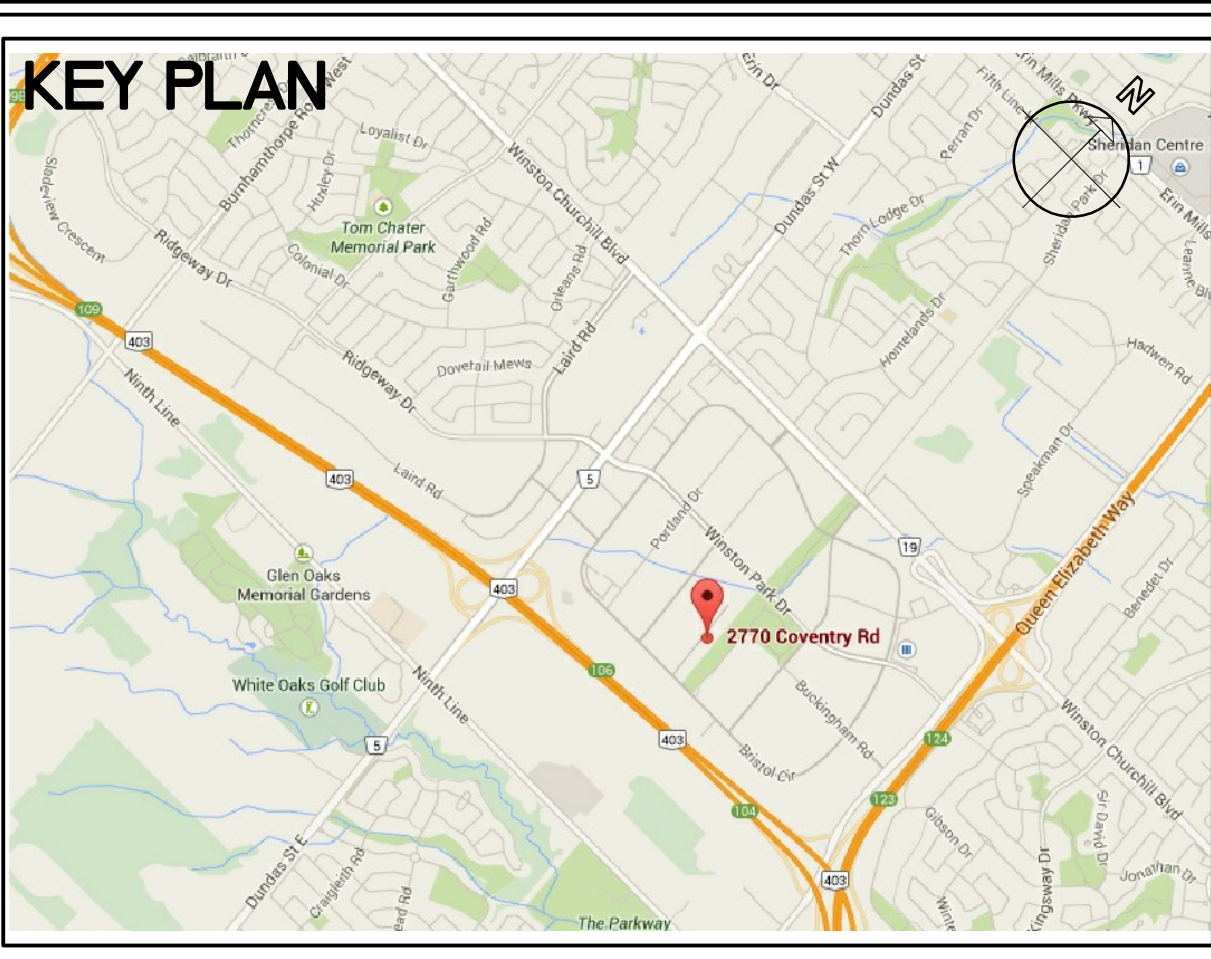 KEY PLAN
N
Burnhamthorpe Rd West
Loyalist Dr
Huxley Dr
Sladeview Crescent
Ridgeway Dr
Tom Chater
Memorial Park
Colonial Dr
Garthwood Rd
Orleans Rd
Winston Churchill Blvd
Erin Dr
Dundas St
Dundas St W
Fifth Line
Erin Mills Pkwy
Perran Dr
Sheridan Centre
1
Sheridan Park Dr
Erin Mills
Thorn Lodge Dr
Homelands Dr
Hadwen Rd
109
403
Ninth Line
Ridgeway Dr
Dovetail Mews
Laird Rd
Laird Rd
403
5
Portland Dr
Winston Park Dr
19
Speakman Dr
Queen Elizabeth Way
Benedet Dr
Glen Oaks
Memorial Gardens
403
2770 Coventry Rd
106
White Oaks Golf Club
Ninth Line
5
403
Buckingham Rd
Bristol Cir
124
Winston Churchill Blvd
104
123
Gibson Dr
Sir David Dr
Jonathan Dr
403
Kingsway Dr
Dundas St E
Craigleith Rd
The Parkway